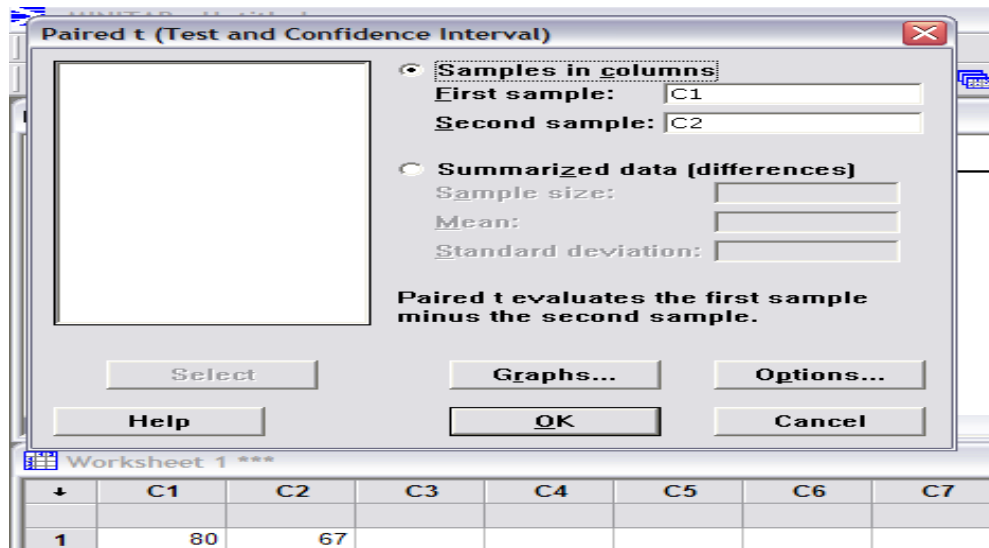 Paired t (Test and Confidence Interval)
Samples in columns
First sample: C1
Second sample: C2
Summarized data (differences)
Sample size:
Mean:
Standard deviation:
Paired t evaluates the first sample
minus the second sample.
Select
Graphs...
Options...
Help
OK
Cancel
Worksheet 1 ***
C1 C2 C3 C4 C5 C6 C7
1 80 67